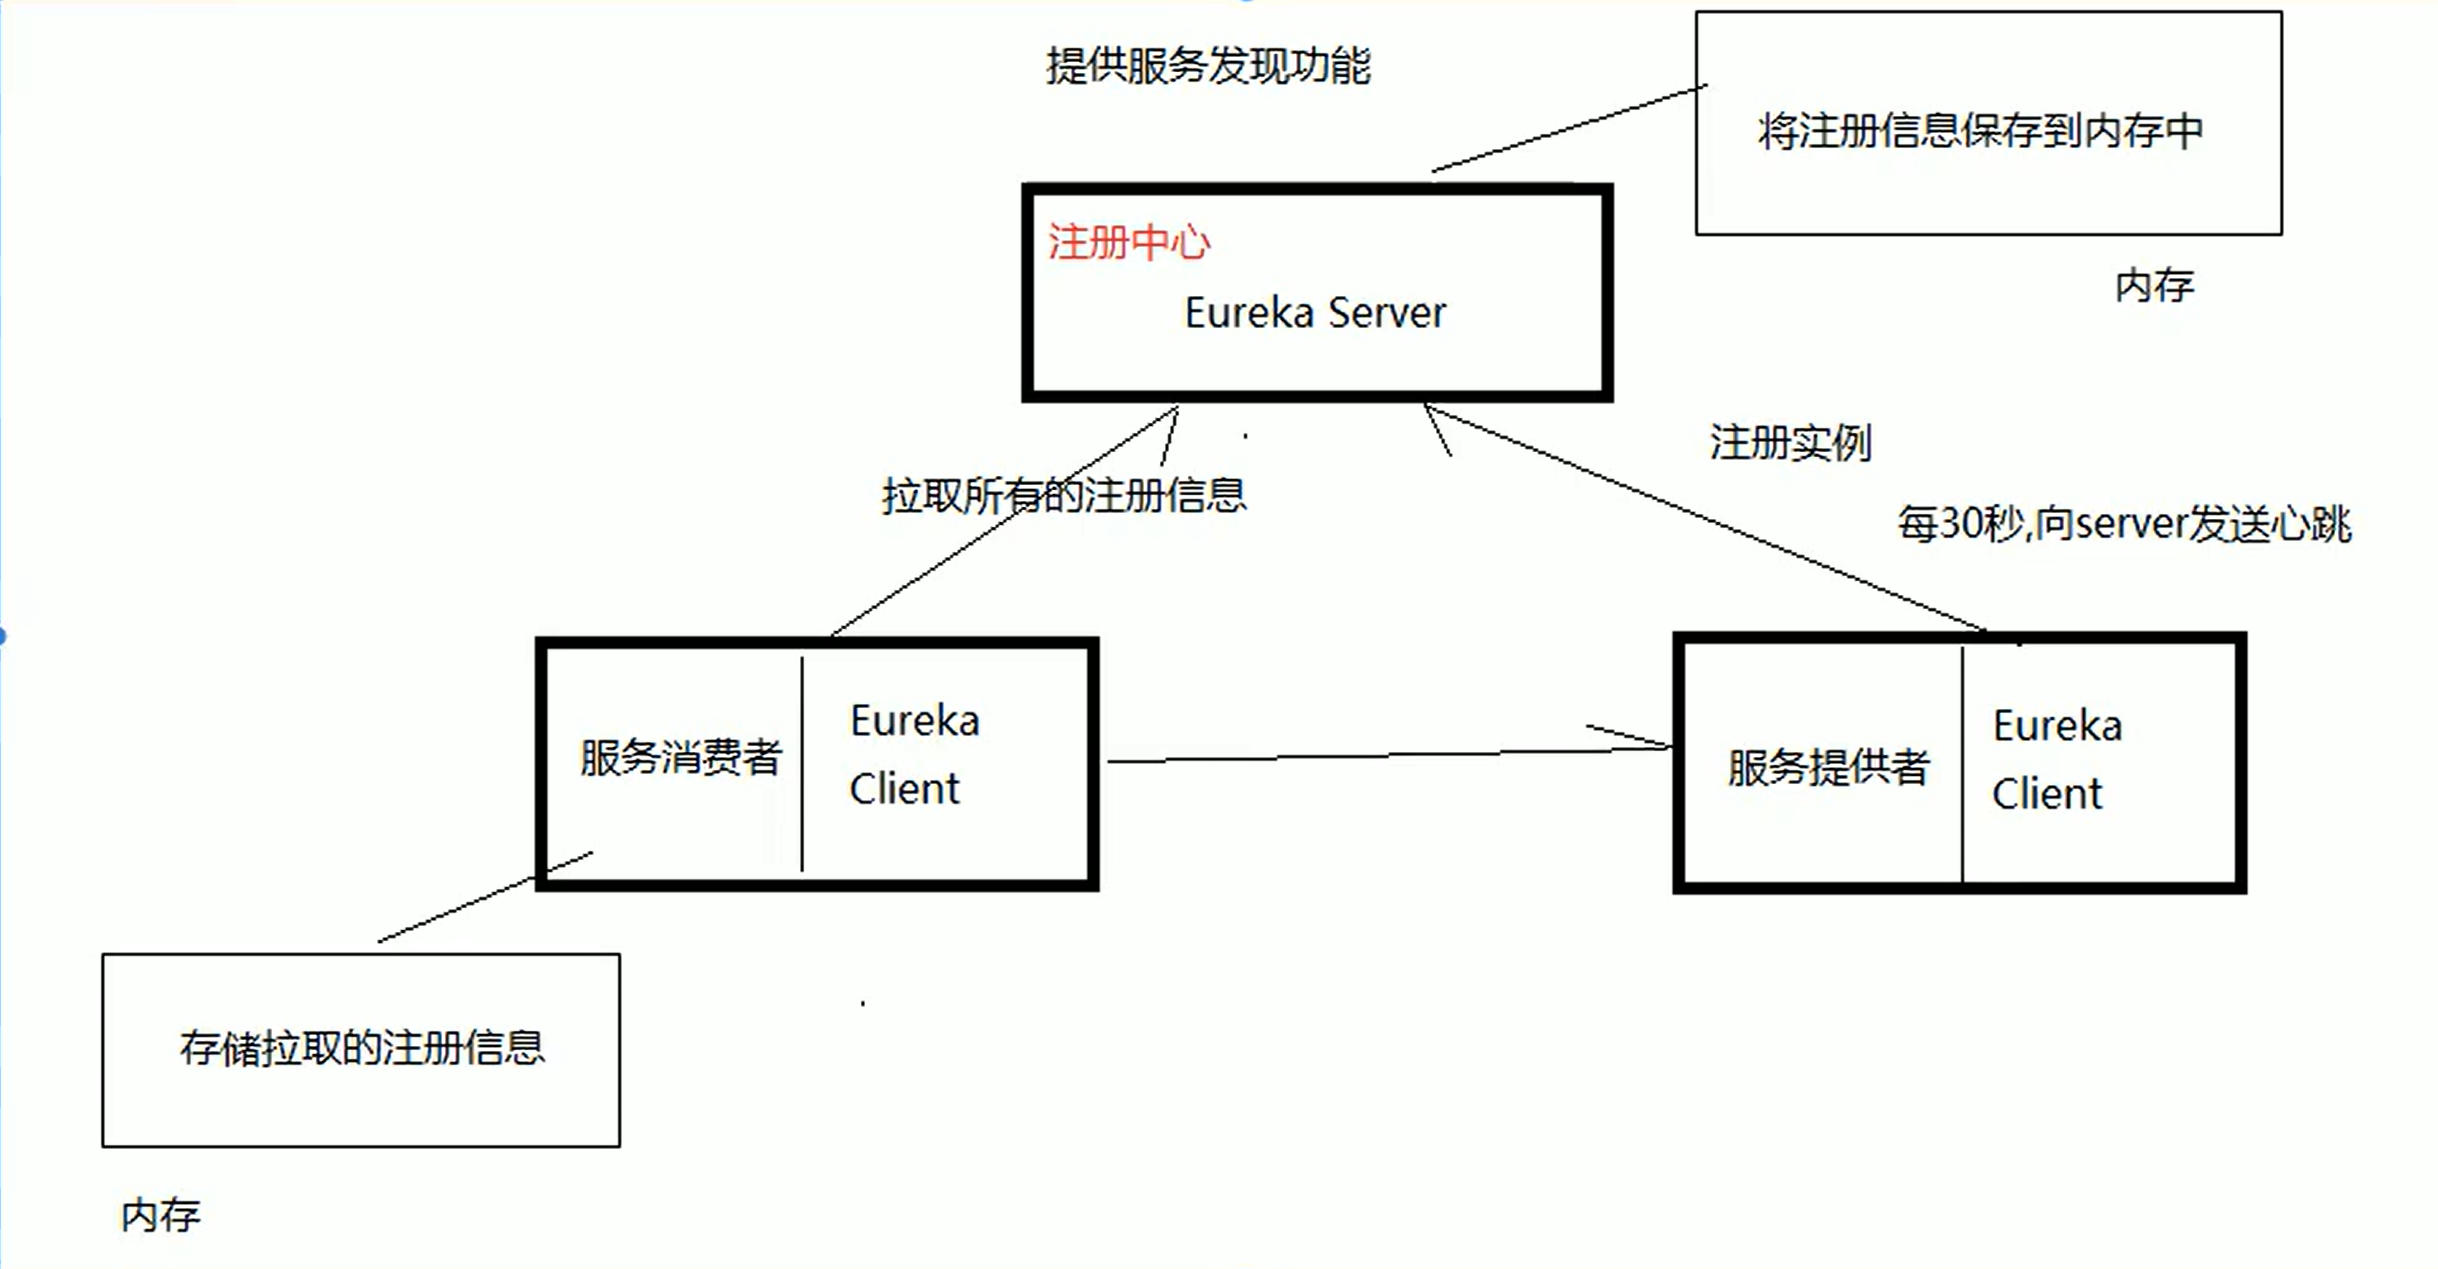 提供服务发现功能
将注册信息保存到内存中
内存
注册中心
Eureka Server
注册实例
拉取所有的注册信息
每30秒,向server发送心跳
服务消费者
Eureka
Client
服务提供者
Eureka
Client
存储拉取的注册信息
内存